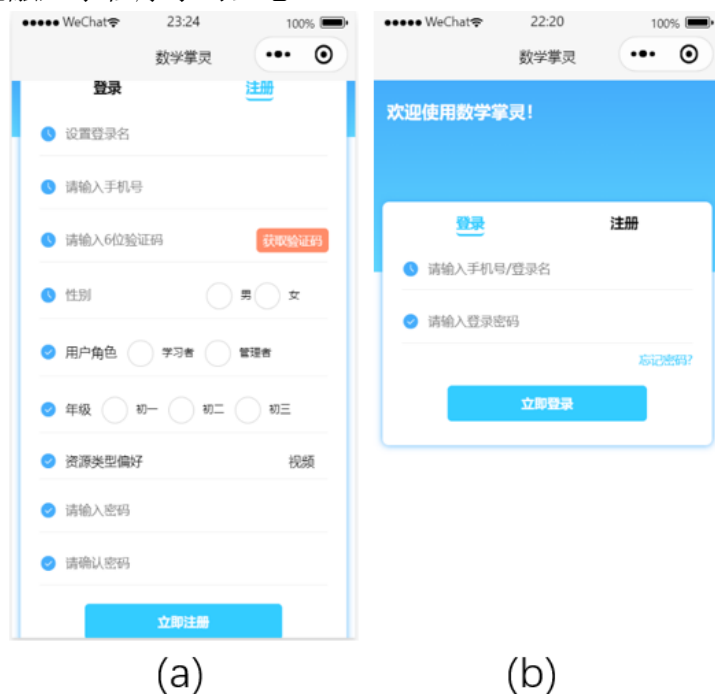 WeChat 23:24 100%
数学掌灵
登录 注册
设置登录名
请输入手机号
请输入6位验证码 获取验证码
性别 男 女
用户角色 学习者 管理者
年级 初一 初二 初三
资源类型偏好 视频
请输入密码
请确认密码
立即注册
(a)
WeChat 22:20 100%
数学掌灵
欢迎使用数学掌灵!
登录 注册
请输入手机号/登录名
请输入登录密码
忘记密码?
立即登录
(b)